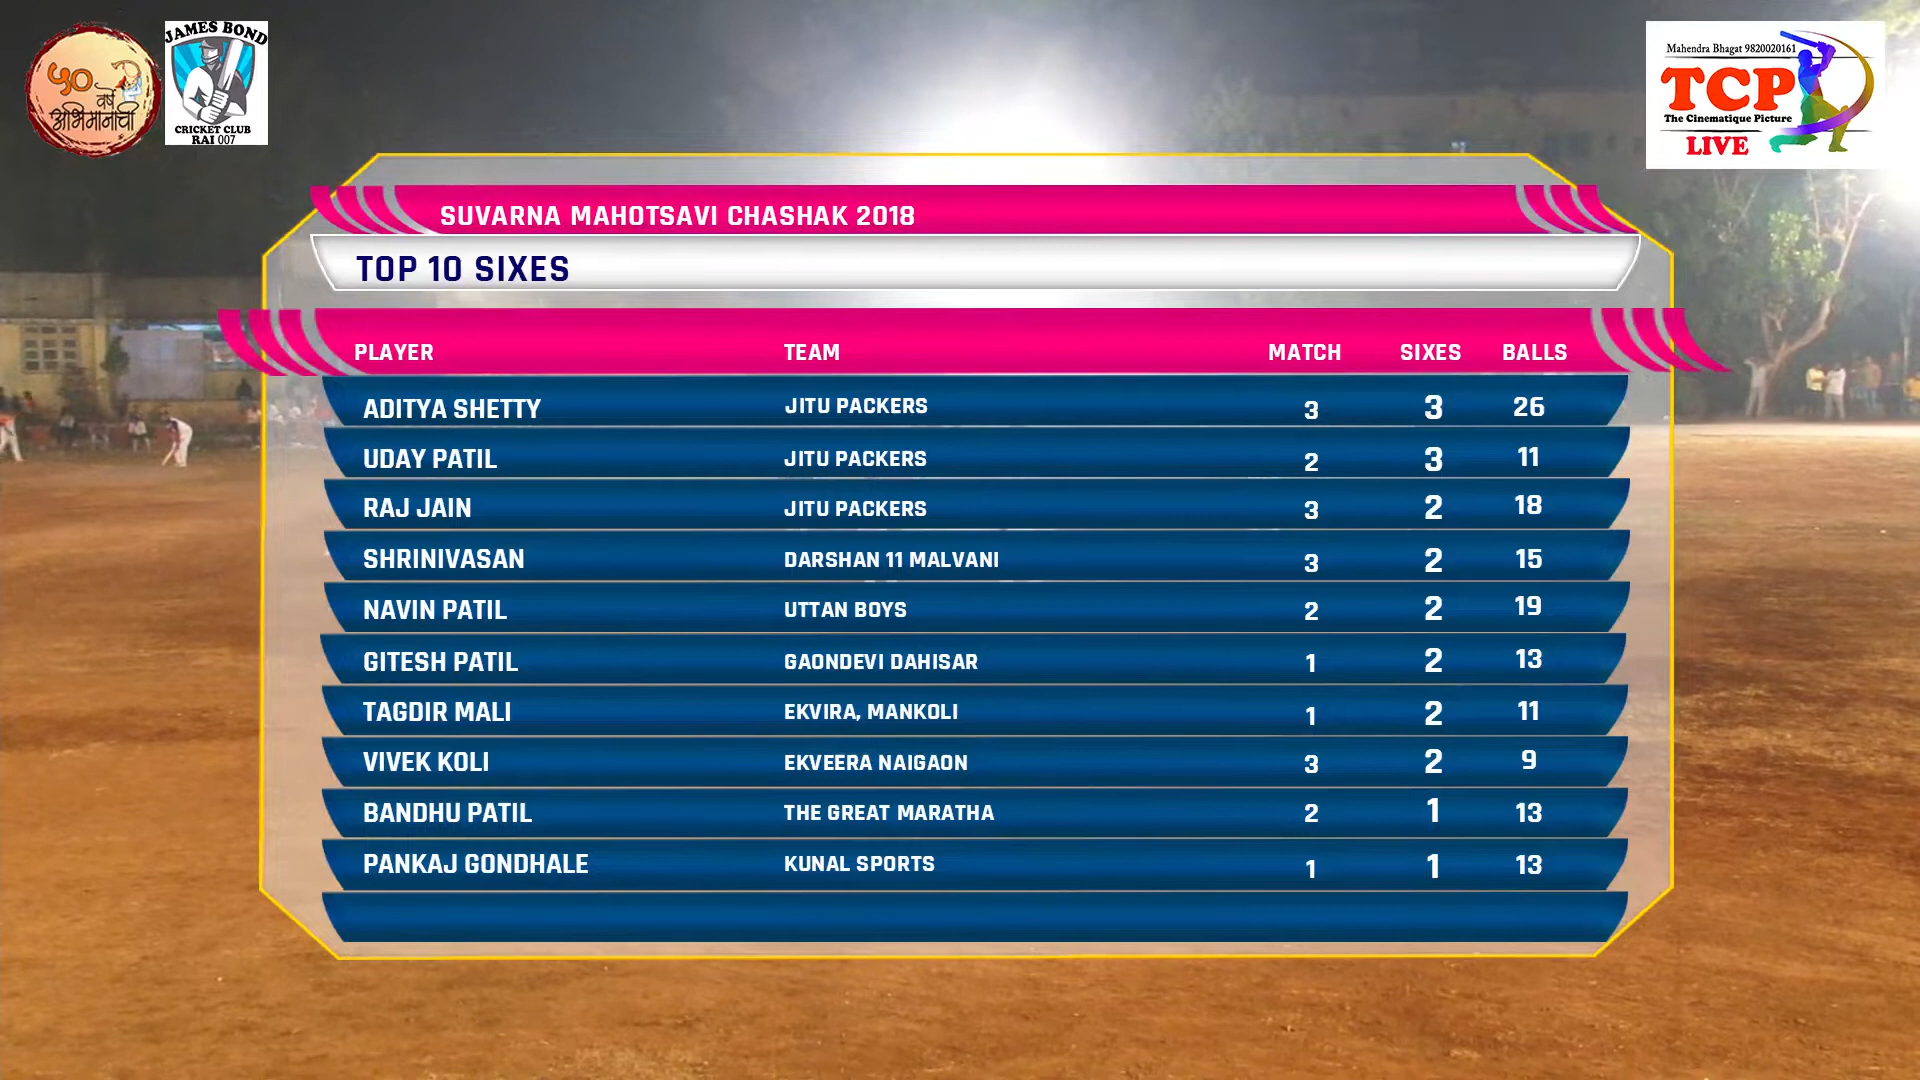 ५० वर्षे
अभिमानाची
JAMES BOND
CRICKET CLUB
RAI 007
Mahendra Bhagat 9820020161
TCP
The Cinematique Picture
LIVE
SUVARNA MAHOTSAVI CHASHAK 2018
TOP 10 SIXES
PLAYER TEAM MATCH SIXES BALLS
ADITYA SHETTY JITU PACKERS 3 3 26
UDAY PATIL JITU PACKERS 2 3 11
RAJ JAIN JITU PACKERS 3 2 18
SHRINIVASAN DARSHAN 11 MALVANI 3 2 15
NAVIN PATIL UTTAN BOYS 2 2 19
GITESH PATIL GAONDEVI DAHISAR 1 2 13
TAGDIR MALI EKVIRA, MANKOLI 1 2 11
VIVEK KOLI EKVEERA NAIGAON 3 2 9
BANDHU PATIL THE GREAT MARATHA 2 1 13
PANKAJ GONDHALE KUNAL SPORTS 1 1 13